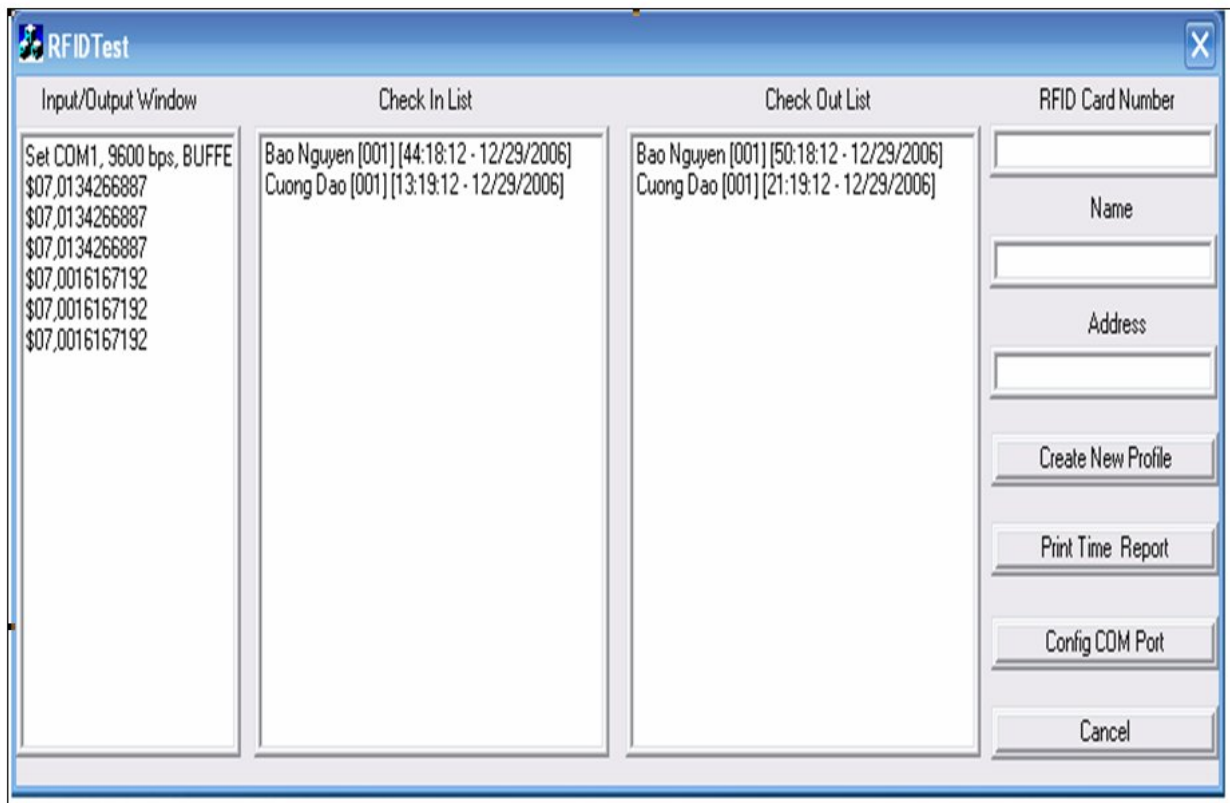 RFIDTest
Input/Output Window
Set COM1, 9600 bps, BUFFE
$07,0134266887
$07,0134266887
$07,0134266887
$07,0016167192
$07,0016167192
$07,0016167192
Check In List
Bao Nguyen [001] [44:18:12 - 12/29/2006]
Cuong Dao [001] [13:19:12 - 12/29/2006]
Check Out List
Bao Nguyen [001] [50:18:12 - 12/29/2006]
Cuong Dao [001] [21:19:12 - 12/29/2006]
RFID Card Number
Name
Address
Create New Profile
Print Time Report
Config COM Port
Cancel